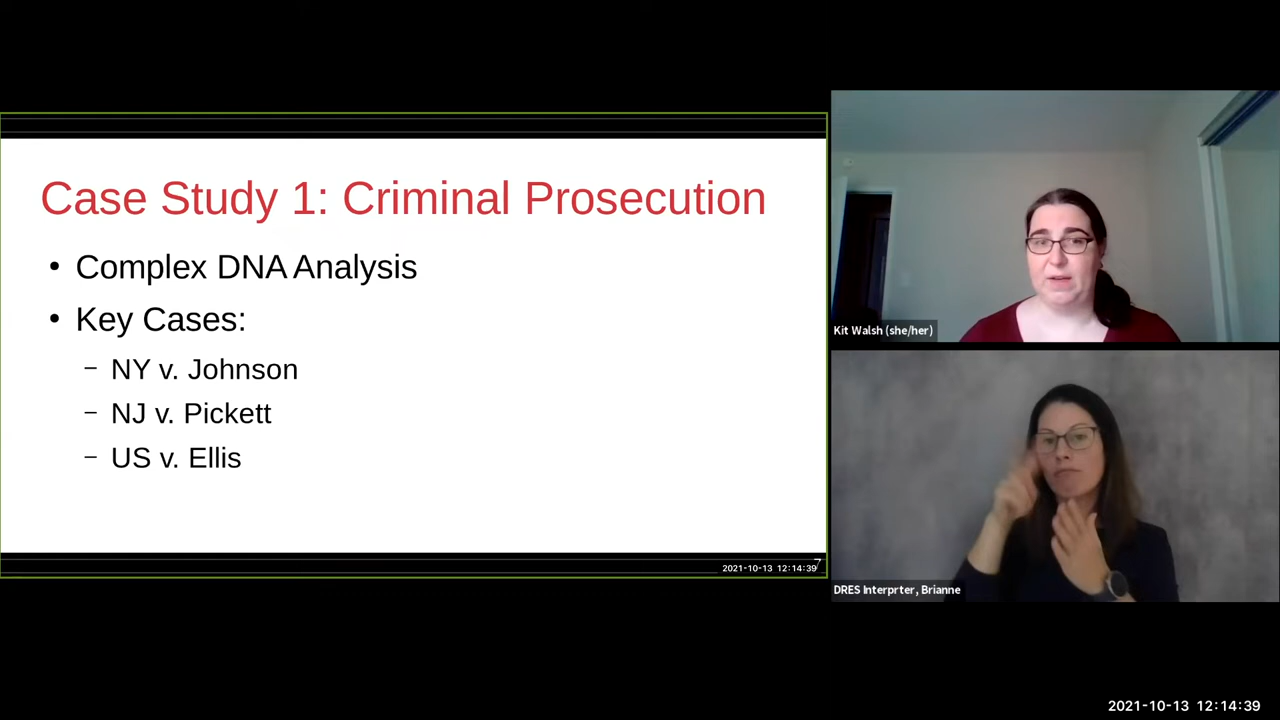 Case Study 1: Criminal Prosecution
• Complex DNA Analysis
• Key Cases:
– NY v. Johnson
– NJ v. Pickett
– US v. Ellis
2021-10-13 12:14:39
7
Kit Walsh (she/her)
DRES Interprter, Brianne
2021-10-13 12:14:39